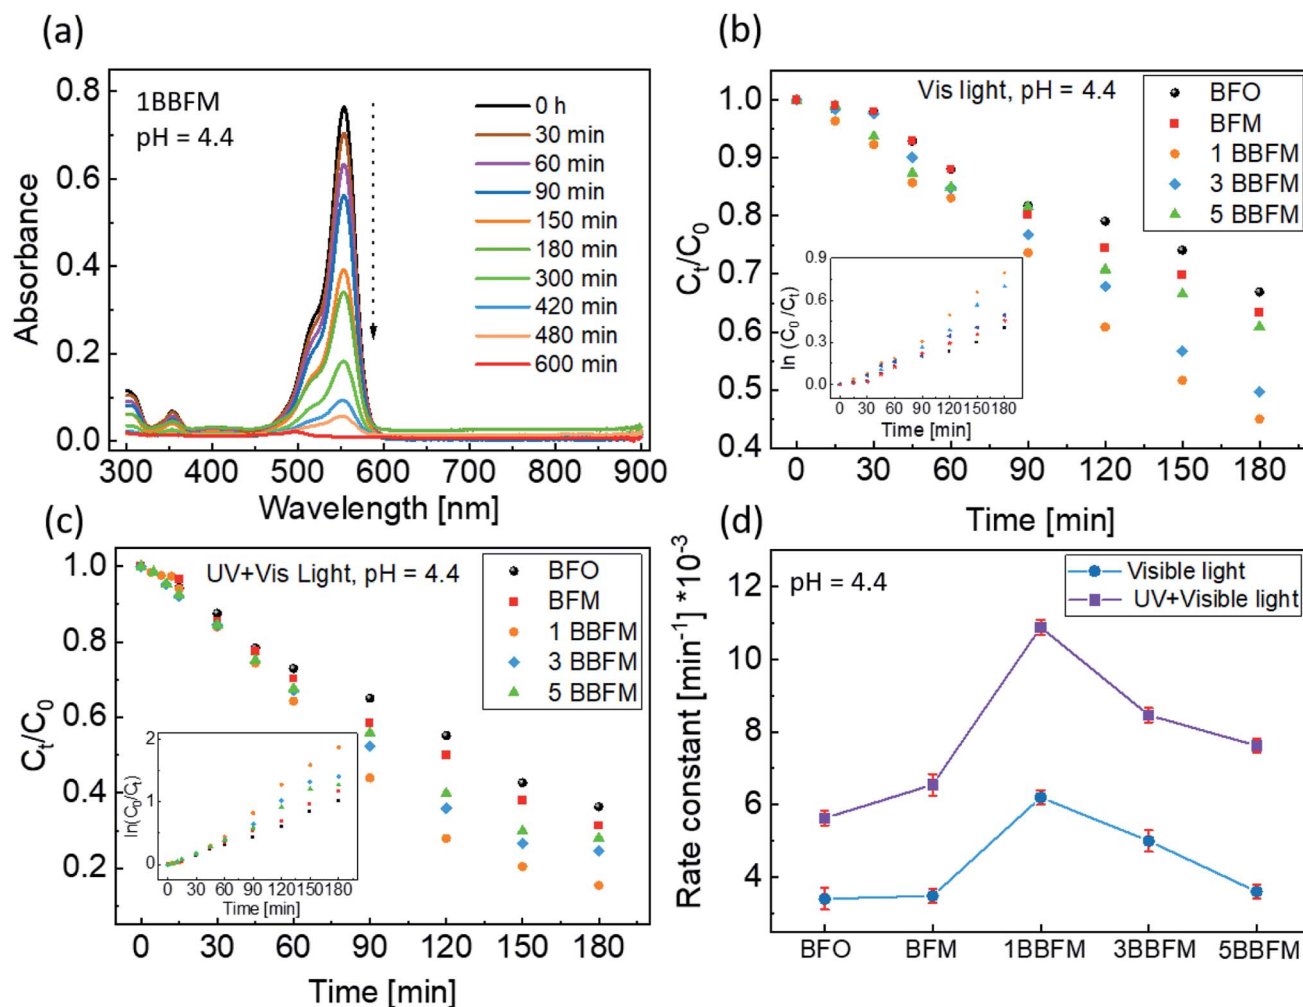 (a)
1BBFM
pH = 4.4
0 h
30 min
60 min
90 min
150 min
180 min
300 min
420 min
480 min
600 min
Absorbance
0.8
0.6
0.4
0.2
0.0
300 400 500 600 700 800 900
Wavelength [nm]
(b)
Vis light, pH = 4.4
BFO
BFM
1 BBFM
3 BBFM
5 BBFM
C_t/C_0
1.0
0.9
0.8
0.7
0.6
0.5
0.4
ln (C_0/C_t)
0.9
0.6
0.3
0.0
0 30 60 90 120 150 180
Time [min]
0 30 60 90 120 150 180
Time [min]
(c)
UV+Vis Light, pH = 4.4
BFO
BFM
1 BBFM
3 BBFM
5 BBFM
C_t/C_0
1.0
0.8
0.6
0.4
0.2
ln(C_0/C_t)
2
1
0
0 30 60 90 120 150 180
Time [min]
0 30 60 90 120 150 180
Time [min]
(d)
pH = 4.4
Visible light
UV+Visible light
Rate constant [min⁻¹] *10⁻³
12
10
8
6
4
BFO BFM 1BBFM 3BBFM 5BBFM